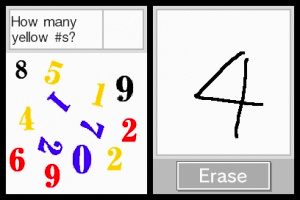 How many
yellow #s?
8 5 1 1 9
4 2 7 2
6 9 0 2
4
Erase